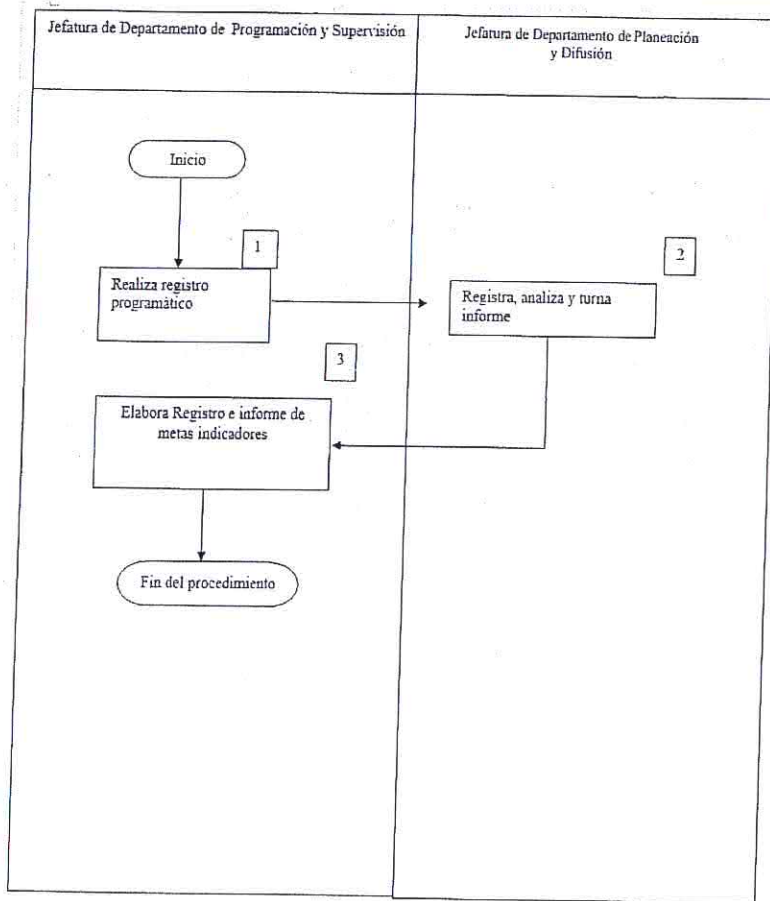 Jefatura de Departamento de Programación y Supervisión
Jefatura de Departamento de Planeación
y Difusión
Inicio
1
Realiza registro
programático
2
Registra, analiza y turna
informe
3
Elabora Registro e informe de
metas indicadores
Fin del procedimiento